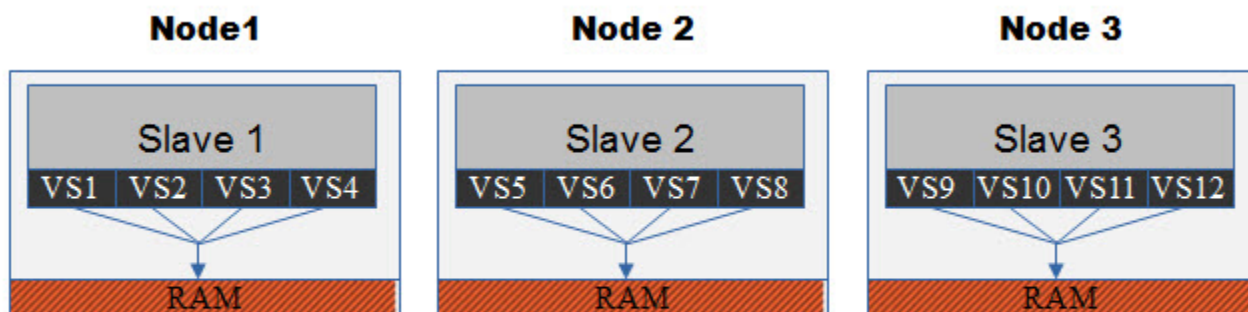 Node1 Node 2 Node 3
Slave 1 Slave 2 Slave 3
VS1 VS2 VS3 VS4 VS5 VS6 VS7 VS8 VS9 VS10 VS11 VS12
RAM RAM RAM